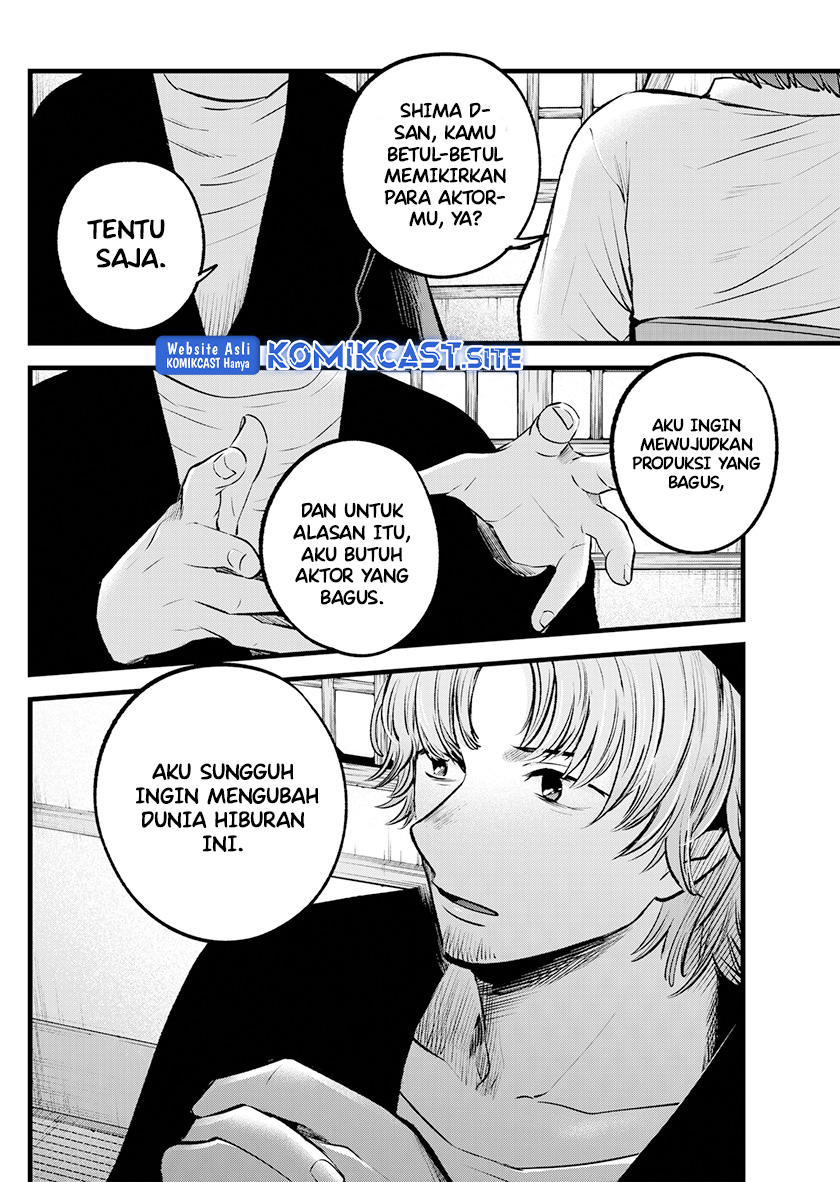 SHIMA D-
SAN, KAMU
BETUL-BETUL
MEMIKIRKAN
PARA AKTOR-
MU, YA?
TENTU
SAJA.
Website Asli
KOMIKCAST Hanya
KOMIKCAST.SITE
AKU INGIN
MEWUJUDKAN
PRODUKSI YANG
BAGUS,
DAN UNTUK
ALASAN ITU,
AKU BUTUH
AKTOR YANG
BAGUS.
AKU SUNGGUH
INGIN MENGUBAH
DUNIA HIBURAN
INI.